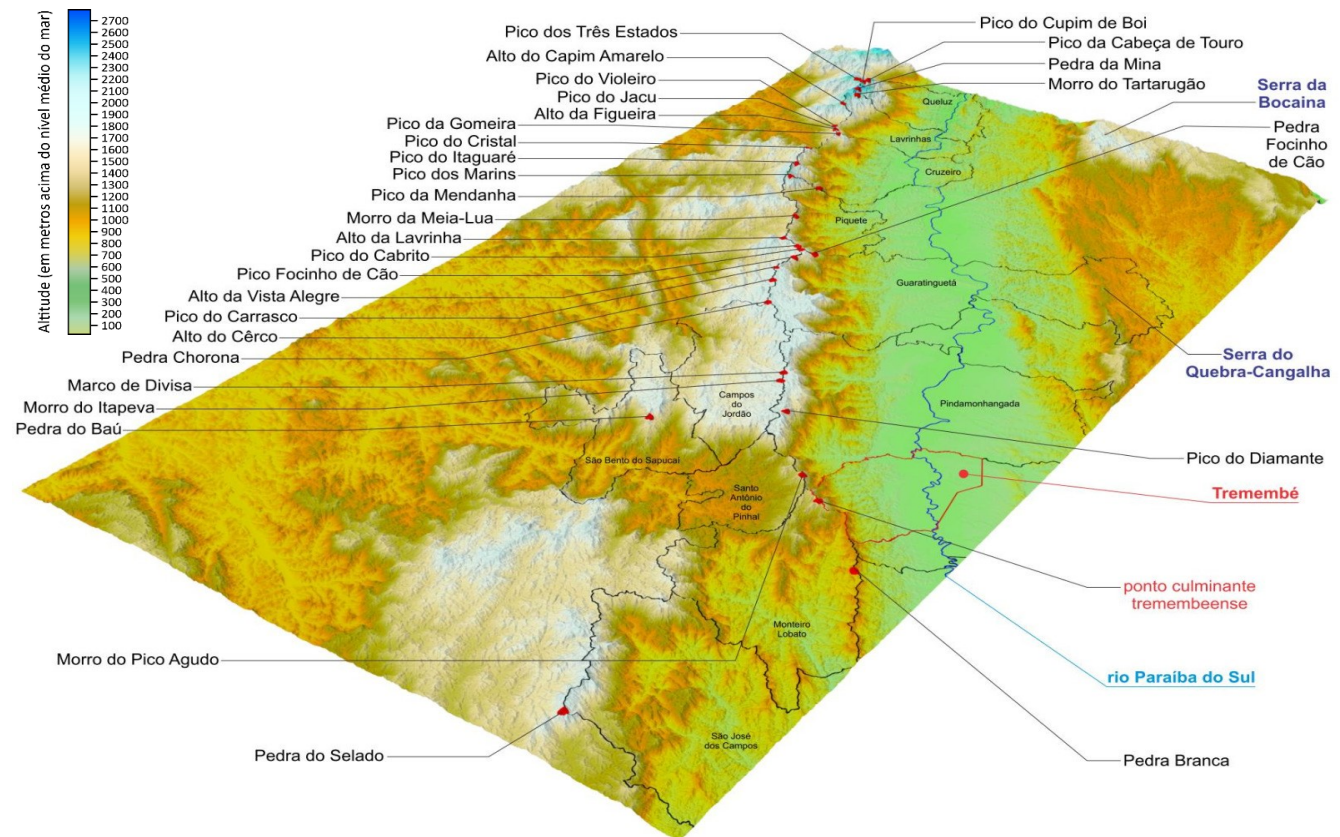 Altitude (em metros acima do nível médio do mar)
2700
2600
2500
2400
2300
2200
2100
2000
1900
1800
1700
1600
1500
1400
1300
1200
1100
1000
900
800
700
600
500
400
300
200
100
Pico dos Três Estados
Alto do Capim Amarelo
Pico do Violeiro
Pico do Jacu
Alto da Figueira
Pico da Gomeira
Pico do Cristal
Pico do Itaguaré
Pico dos Marins
Pico da Mendanha
Morro da Meia-Lua
Alto da Lavrinha
Pico do Cabrito
Pico Focinho de Cão
Alto da Vista Alegre
Pico do Carrasco
Alto do Cêrco
Pedra Chorona
Marco de Divisa
Morro do Itapeva
Pedra do Baú
Morro do Pico Agudo
Pedra do Selado
Pico do Cupim de Boi
Pico da Cabeça de Touro
Pedra da Mina
Morro do Tartarugão
Serra da
Bocaina
Pedra
Focinho
de Cão
Serra do
Quebra-Cangalha
Pico do Diamante
Tremembé
ponto culminante
tremembeense
rio Paraíba do Sul
Pedra Branca
Queluz
Lavrinhas
Cruzeiro
Piquete
Guaratinguetá
Pindamonhangada
Campos
do
Jordão
São Bento do Sapucaí
Santo
Antônio
do
Pinhal
Monteiro
Lobato
São José
dos Campos